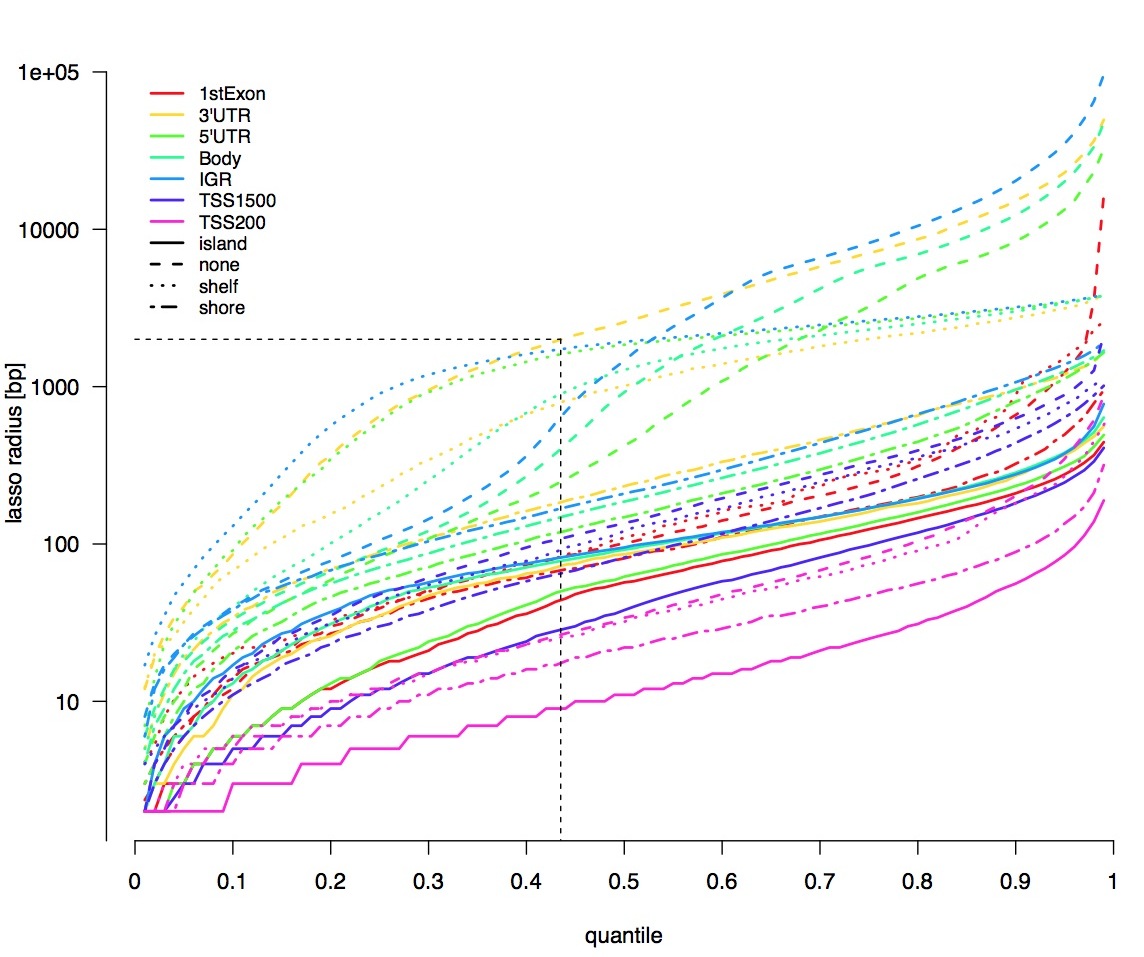 1e+05
10000
1000
100
10
lasso radius [bp]
1stExon
3'UTR
5'UTR
Body
IGR
TSS1500
TSS200
island
none
shelf
shore
0 0.1 0.2 0.3 0.4 0.5 0.6 0.7 0.8 0.9 1
quantile